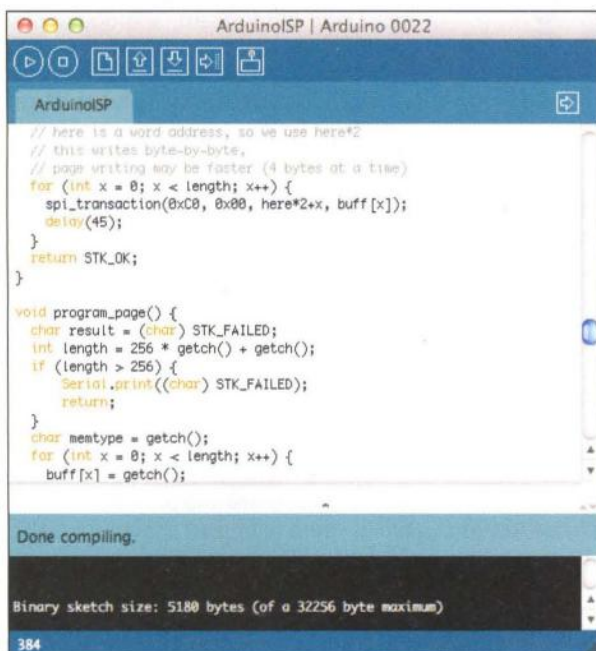 ArduinoISP | Arduino 0022
ArduinoISP
// here is a word address, so we use here*2
// this writes byte-by-byte,
// page writing may be faster (4 bytes at a time)
for (int x = 0; x < length; x++) {
spi_transaction(0xC0, 0x00, here*2+x, buff[x]);
delay(45);
}
return STK_OK;
}
void program_page() {
char result = (char) STK_FAILED;
int length = 256 * getch() + getch();
if (length > 256) {
Serial.print((char) STK_FAILED);
return;
}
char memtype = getch();
for (int x = 0; x < length; x++) {
buff[x] = getch();
Done compiling.
Binary sketch size: 5180 bytes (of a 32256 byte maximum)
384